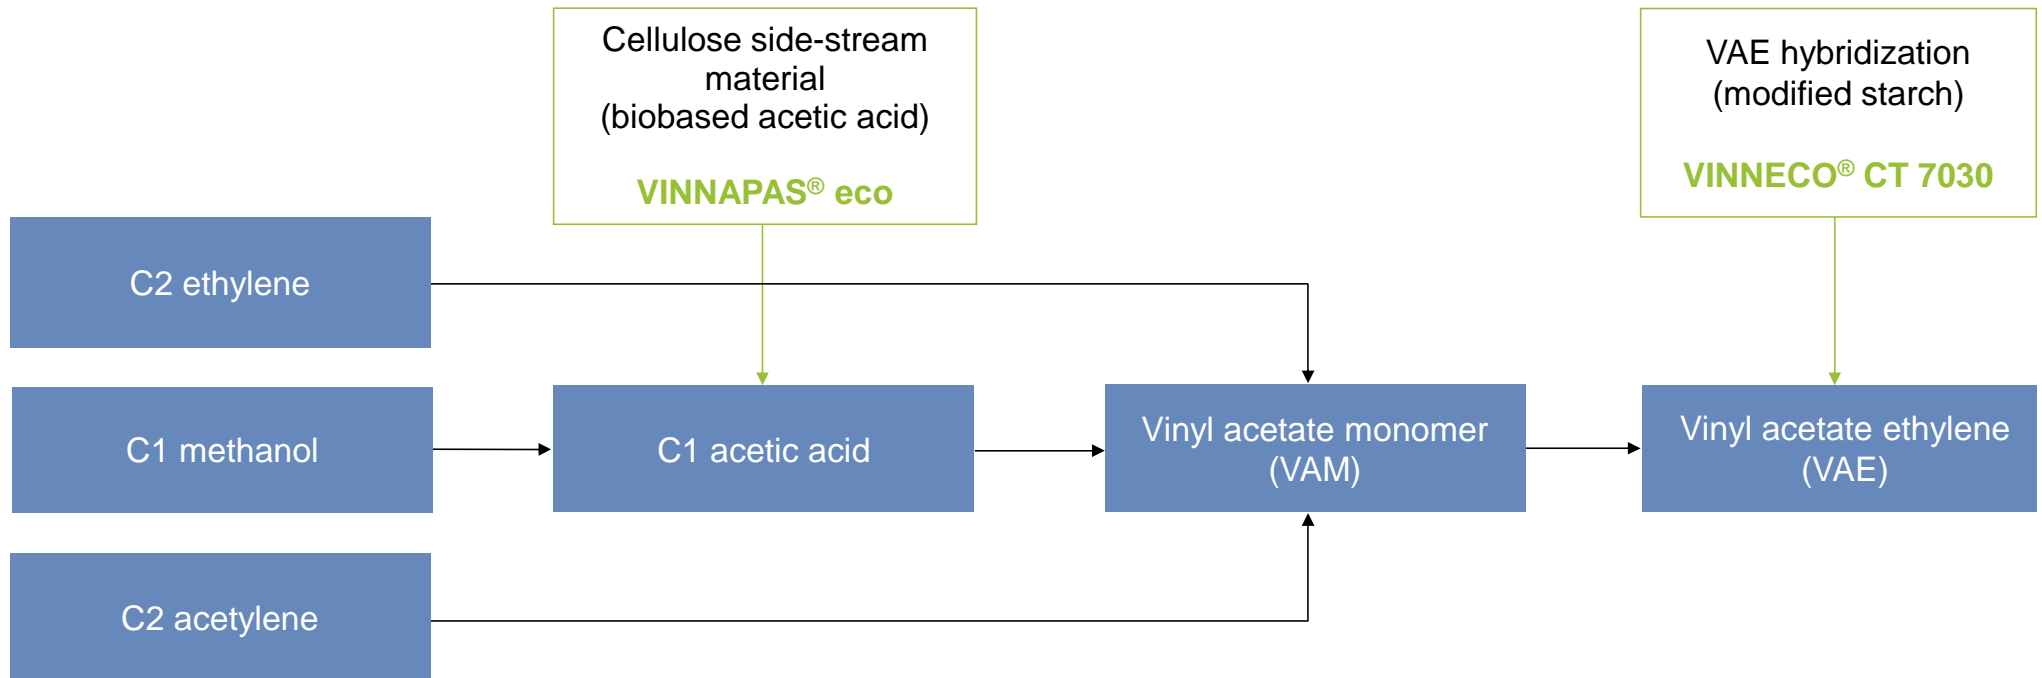 Cellulose side-stream
material
(biobased acetic acid)
VINNAPAS® eco
VAE hybridization
(modified starch)
VINNECO® CT 7030
C2 ethylene
C1 methanol
C1 acetic acid
Vinyl acetate monomer
(VAM)
Vinyl acetate ethylene
(VAE)
C2 acetylene